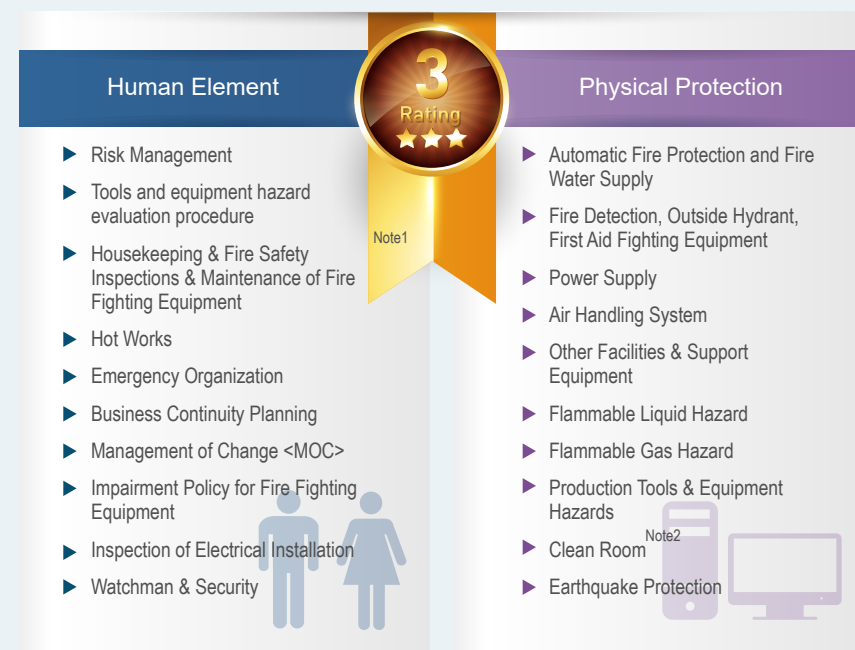 Human Element
3
Rating
Note1
Risk Management
Tools and equipment hazard
evaluation procedure
Housekeeping & Fire Safety
Inspections & Maintenance of Fire
Fighting Equipment
Hot Works
Emergency Organization
Business Continuity Planning
Management of Change <MOC>
Impairment Policy for Fire Fighting
Equipment
Inspection of Electrical Installation
Watchman & Security
Physical Protection
Automatic Fire Protection and Fire
Water Supply
Fire Detection, Outside Hydrant,
First Aid Fighting Equipment
Power Supply
Air Handling System
Other Facilities & Support
Equipment
Flammable Liquid Hazard
Flammable Gas Hazard
Production Tools & Equipment
Hazards
Clean Room Note2
Earthquake Protection